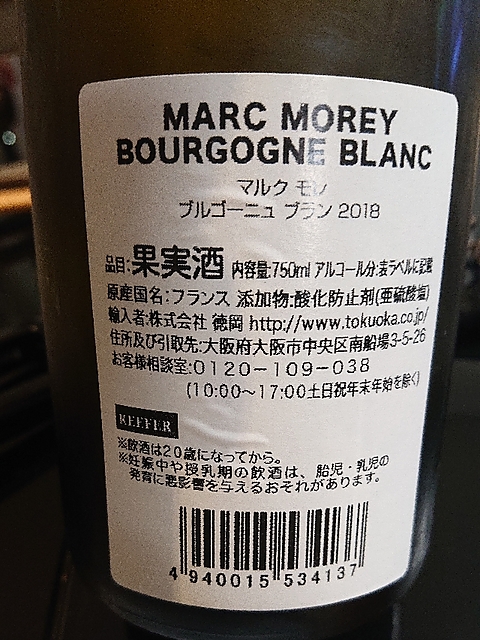 MARC MOREY
BOURGOGNE BLANC
マルク モレ
ブルゴーニュ ブラン 2018
品目:果実酒 内容量:750ml アルコール分:表ラベルに記載
原産国名:フランス 添加物:酸化防止剤(亜硫酸塩)
輸入者:株式会社 徳岡 http://www.tokuoka.co.jp/
住所及び引取先:大阪府大阪市中央区南船場3-5-26
お客様相談室:0120-109-038
(10:00～17:00土日祝年末年始を除く)
REEFER
※飲酒は20歳になってから。
※妊娠中や授乳期の飲酒は、胎児・乳児の
発育に悪影響を与えるおそれがあります。
4 940015 534137